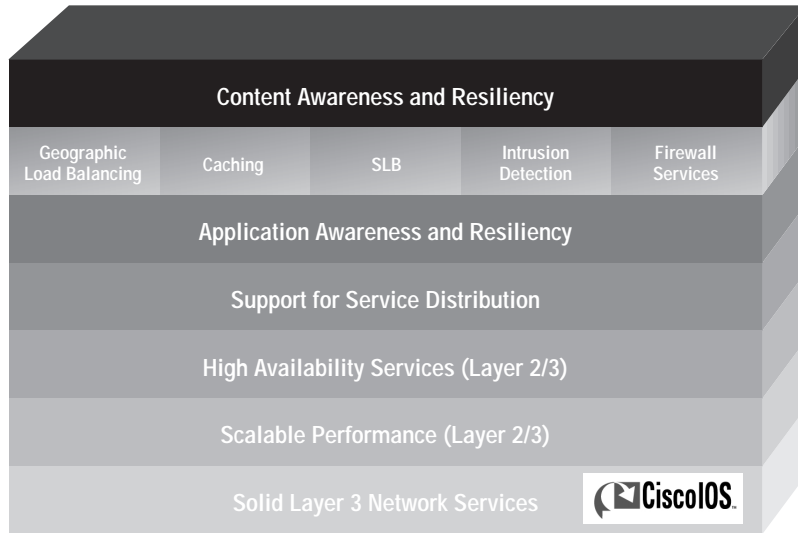 Content Awareness and Resiliency
Geographic
Load Balancing
Caching
SLB
Intrusion
Detection
Firewall
Services
Application Awareness and Resiliency
Support for Service Distribution
High Availability Services (Layer 2/3)
Scalable Performance (Layer 2/3)
Solid Layer 3 Network Services
CiscoIOS™